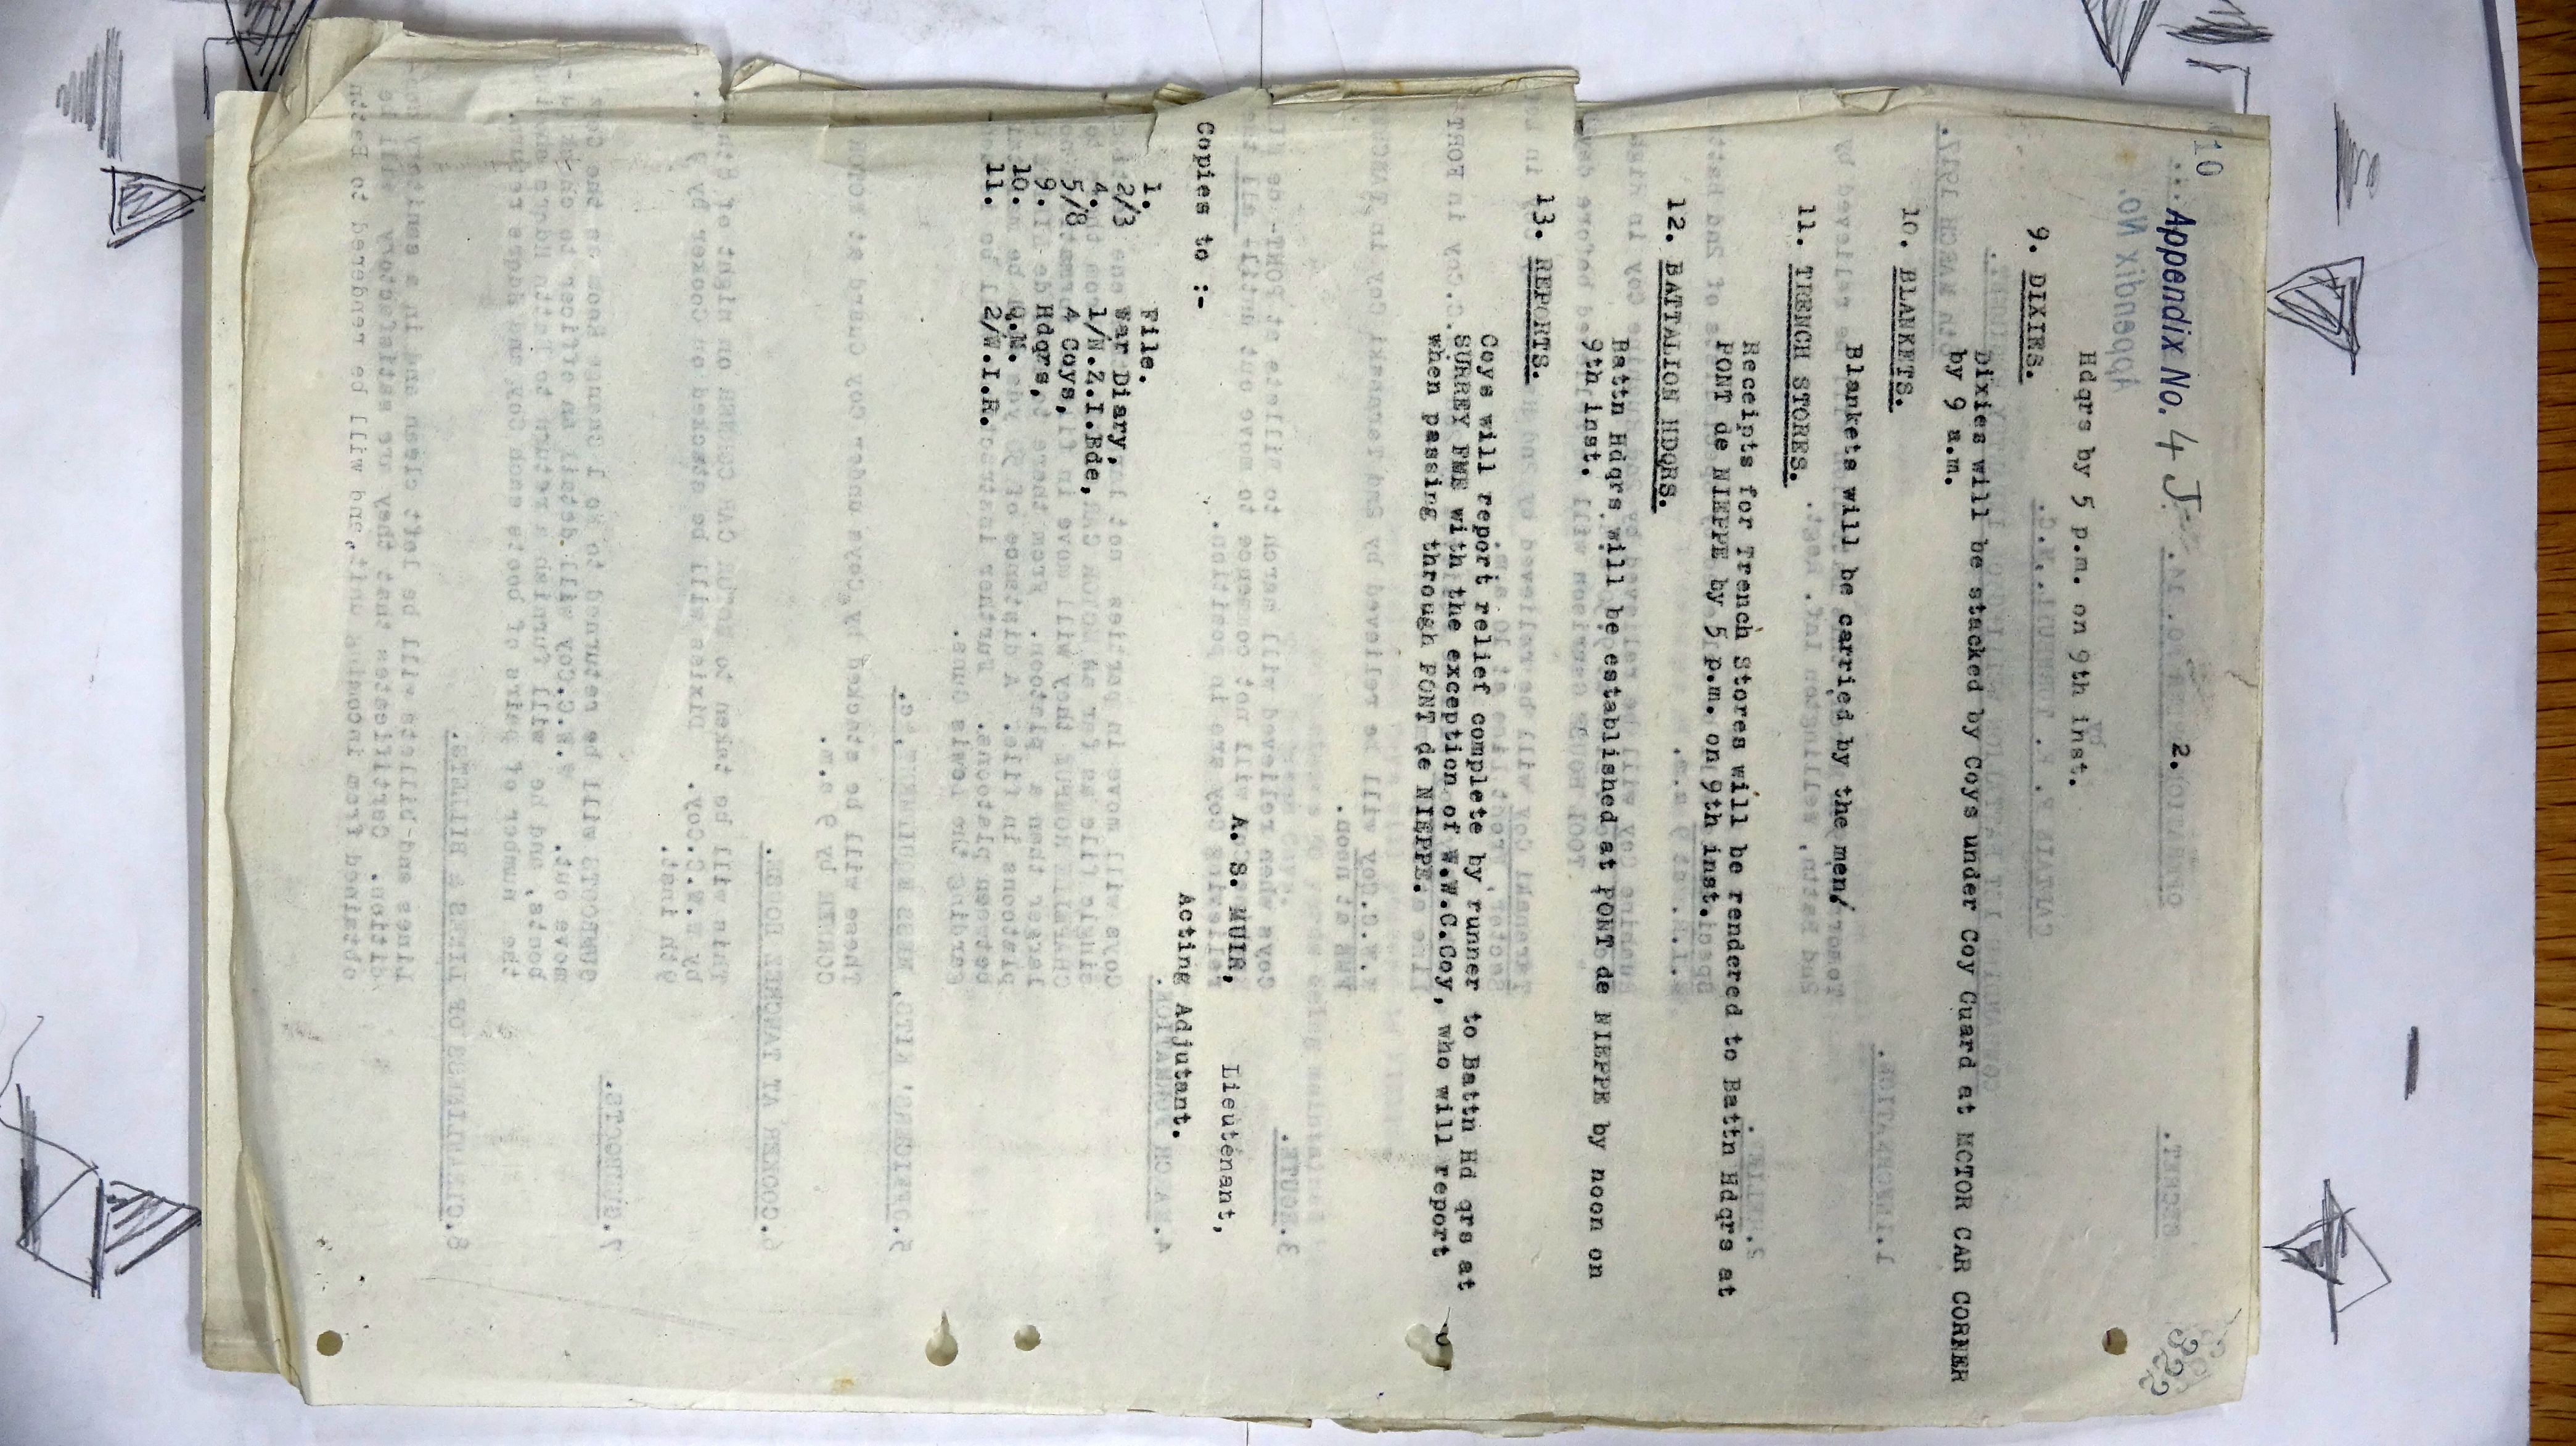 10
Appendix No. 4 J.
2.
322
Hdqrs by 5 p.m. on 9th inst.
9. DIXIES.
Dixies will be stacked by Coys under Coy Guard at MOTOR CAR CORNER
by 9 a.m.
10. BLANKETS.
Blankets will be carried by the men.
11. TRENCH STORES.
Receipts for Trench Stores will be rendered to Battn Hdqrs at
PONT de NIEPPE by 5 p.m. on 9th inst.
12. BATTALION HDQRS.
Battn Hdqrs will be established at PONT de NIEPPE by noon on
9th inst.
13. REPORTS.
Coys will report relief complete by runner to Battn Hd qrs at
SURREY FME with the exception of W.W.C.Coy, who will report
when passing through PONT de NIEPPE.
A. S. MUIR, Lieutenant,
Acting Adjutant.
Copies to :-
1. File.
2/3 War Diary,
4. 1/N.Z.I.Bde,
5/8 4 Coys,
9. Hdqrs,
10. Q.M.
11. 2/W.I.R.